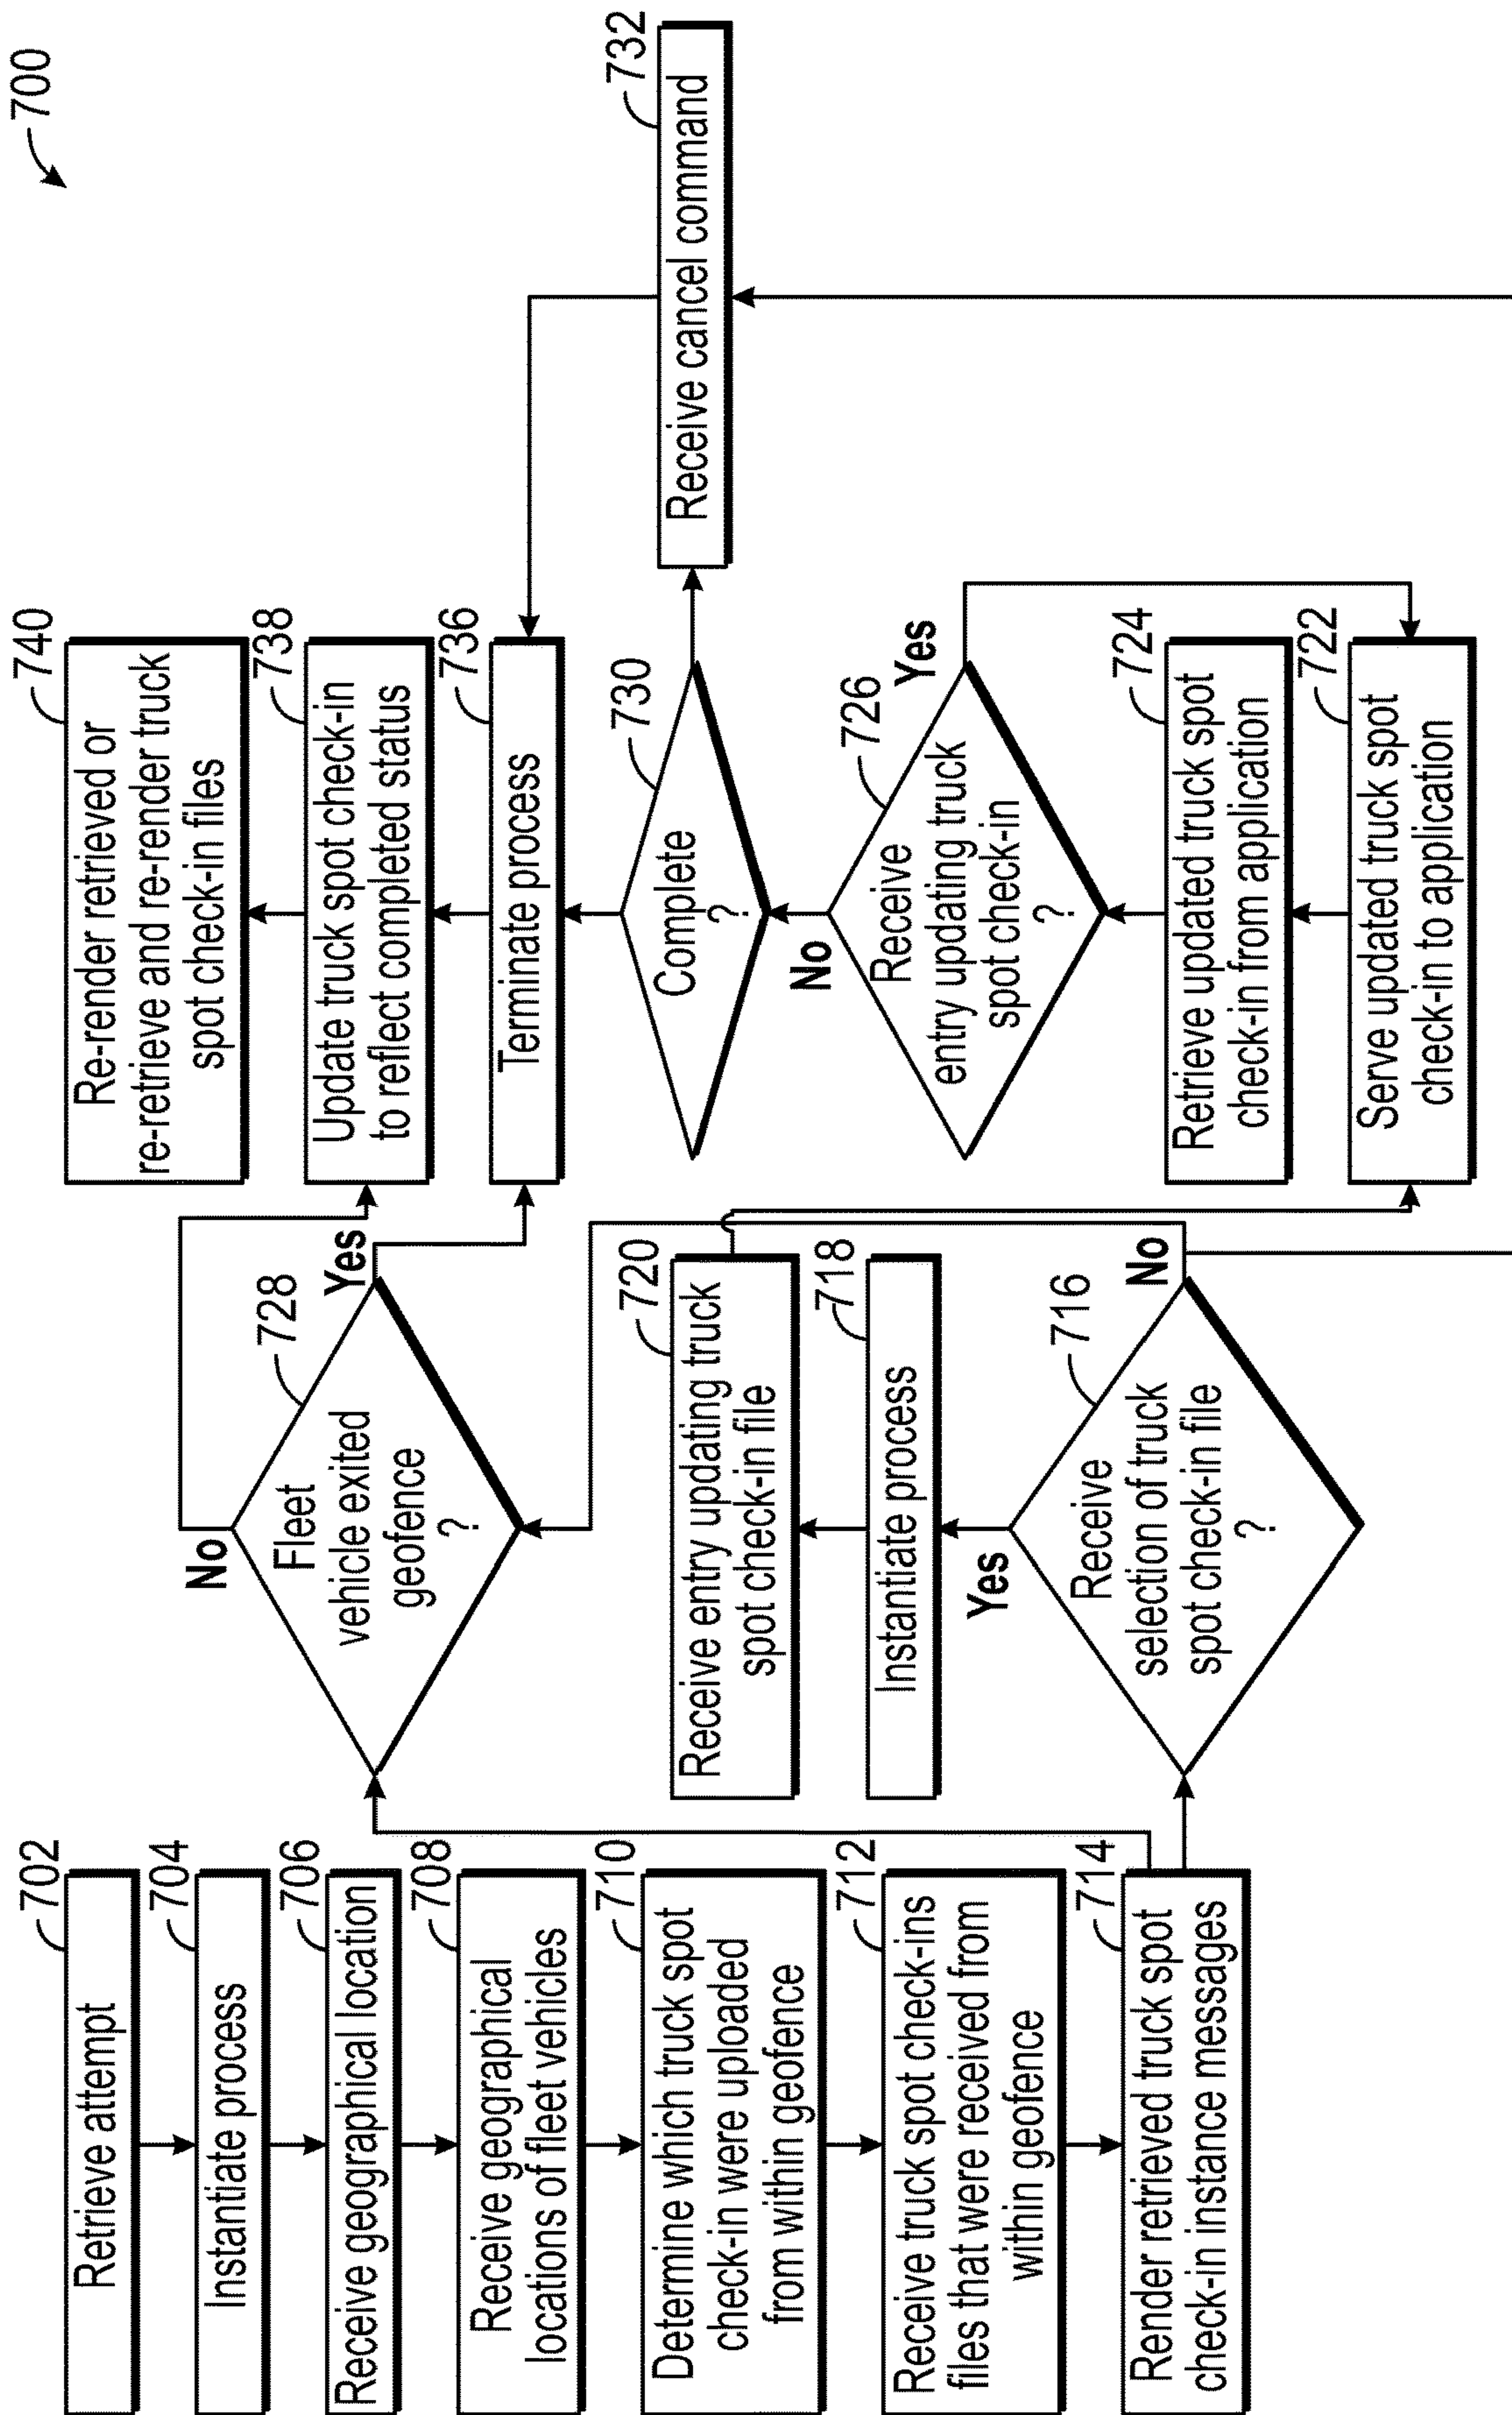 700
702
Retrieve attempt
704
Instantiate process
706
Receive geographical location
708
Receive geographical
locations of fleet vehicles
710
Determine which truck spot
check-in were uploaded
from within geofence
712
Receive truck spot check-ins
files that were received from
within geofence
714
Render retrieved truck spot
check-in instance messages
728
Fleet
vehicle exited
geofence
?
No
Yes
720
Receive entry updating truck
spot check-in file
718
Instantiate process
Yes
716
Receive
selection of truck
spot check-in file
?
No
740
Re-render retrieved or
re-retrieve and re-render truck
spot check-in files
738
Update truck spot check-in
to reflect completed status
736
Terminate process
730
Complete
?
No
726
Receive
entry updating truck
spot check-in
?
Yes
724
Retrieve updated truck spot
check-in from application
722
Serve updated truck spot
check-in to application
732
Receive cancel command